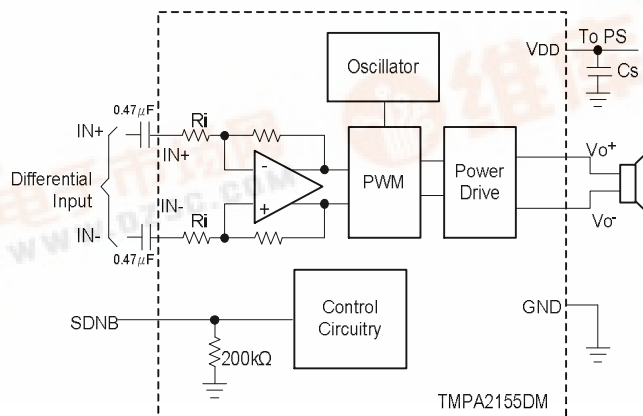 To PS
VDD
Cs
Oscillator
0.47μF
IN+
Ri
IN+
Differential
Input
PWM
Power
Drive
Vo+
IN-
IN-
Ri
0.47μF
Vo-
-
+
SDNB
Control
Circuitry
GND
200kΩ
TMPA2155DM